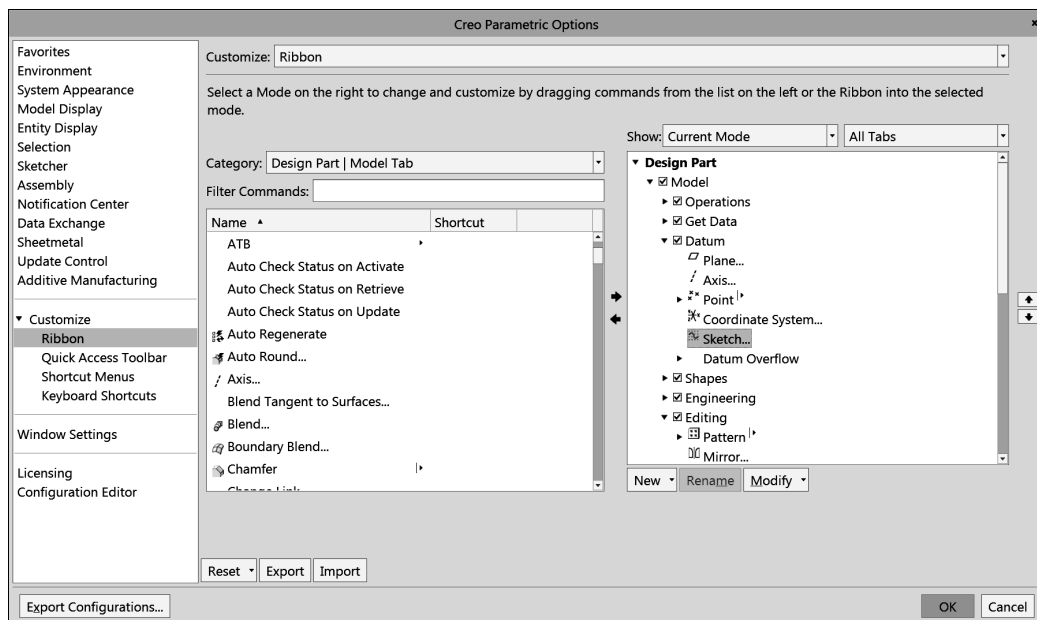 Creo Parametric Options
Favorites
Environment
System Appearance
Model Display
Entity Display
Selection
Sketcher
Assembly
Notification Center
Data Exchange
Sheetmetal
Update Control
Additive Manufacturing
Customize
Ribbon
Quick Access Toolbar
Shortcut Menus
Keyboard Shortcuts
Window Settings
Licensing
Configuration Editor
Customize: Ribbon
Select a Mode on the right to change and customize by dragging commands from the list on the left or the Ribbon into the selected
mode.
Category: Design Part | Model Tab
Filter Commands:
Name Shortcut
ATB
Auto Check Status on Activate
Auto Check Status on Retrieve
Auto Check Status on Update
Auto Regenerate
Auto Round...
Axis...
Blend Tangent to Surfaces...
Blend...
Boundary Blend...
Chamfer
Change Link
Show: Current Mode All Tabs
Design Part
Model
Operations
Get Data
Datum
Plane...
Axis...
Point
Coordinate System...
Sketch...
Datum Overflow
Shapes
Engineering
Editing
Pattern
Mirror...
New Rename Modify
Reset Export Import
Export Configurations... OK Cancel